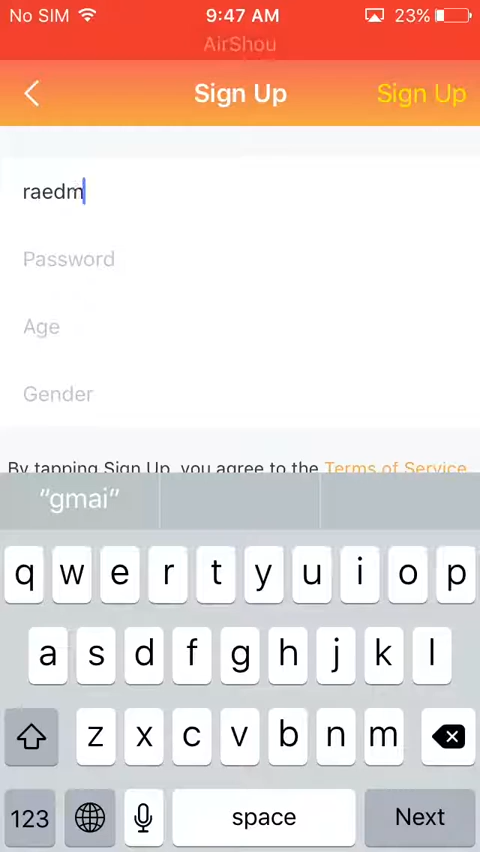 No SIM 9:47 AM 23%
AirShou
Sign Up Sign Up
raedm
Password
Age
Gender
By tapping Sign Up, you agree to the Terms of Service
“gmai”
q w e r t y u i o p
a s d f g h j k l
z x c v b n m
123 space Next